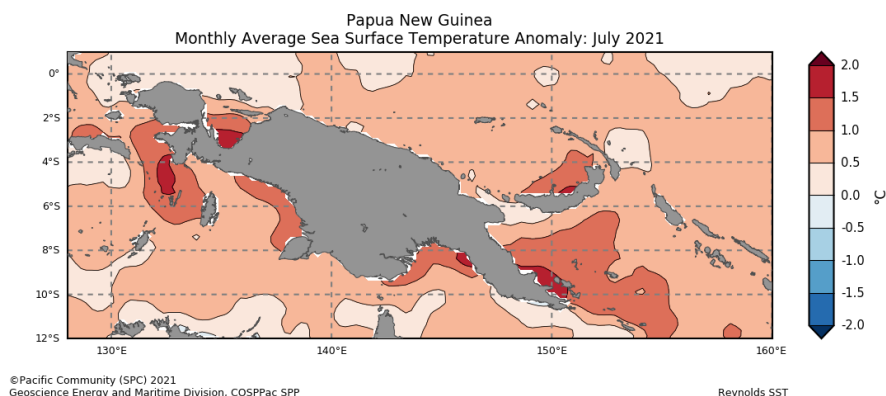 Papua New Guinea
Monthly Average Sea Surface Temperature Anomaly: July 2021
0°
2°S
4°S
6°S
8°S
10°S
12°S
130°E
140°E
150°E
160°E
2.0
1.5
1.0
0.5
0.0
-0.5
-1.0
-1.5
-2.0
°C
©Pacific Community (SPC) 2021
Geoscience Energy and Maritime Division, COSPPac SPP
Reynolds SST